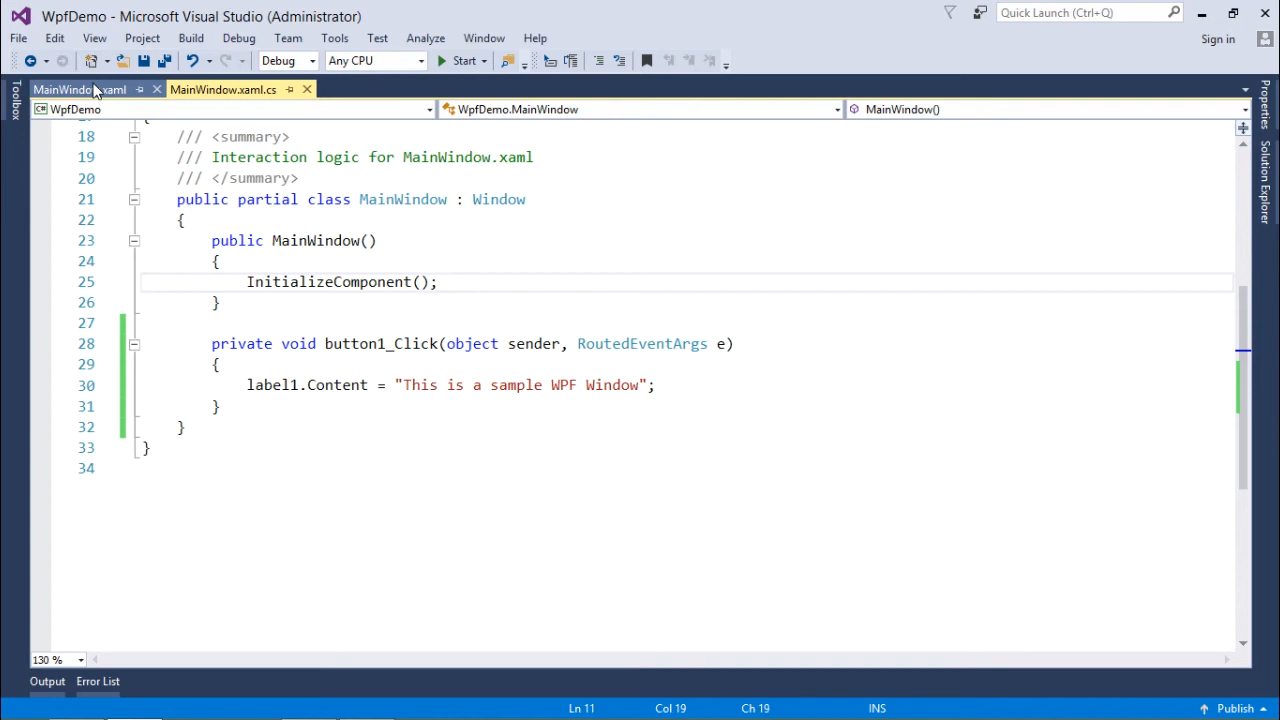 WpfDemo - Microsoft Visual Studio (Administrator)
Quick Launch (Ctrl+Q)
File Edit View Project Build Debug Team Tools Test Analyze Window Help
Sign in
Debug Any CPU Start
Toolbox
MainWindow.xaml MainWindow.xaml.cs
Properties
Solution Explorer
C# WpfDemo WpfDemo.MainWindow MainWindow()
{
18 /// <summary>
19 /// Interaction logic for MainWindow.xaml
20 /// </summary>
21 public partial class MainWindow : Window
22 {
23 public MainWindow()
24 {
25 InitializeComponent();
26 }
27
28 private void button1_Click(object sender, RoutedEventArgs e)
29 {
30 label1.Content = "This is a sample WPF Window";
31 }
32 }
33 }
34
130 %
Output Error List
Ln 11 Col 19 Ch 19 INS Publish